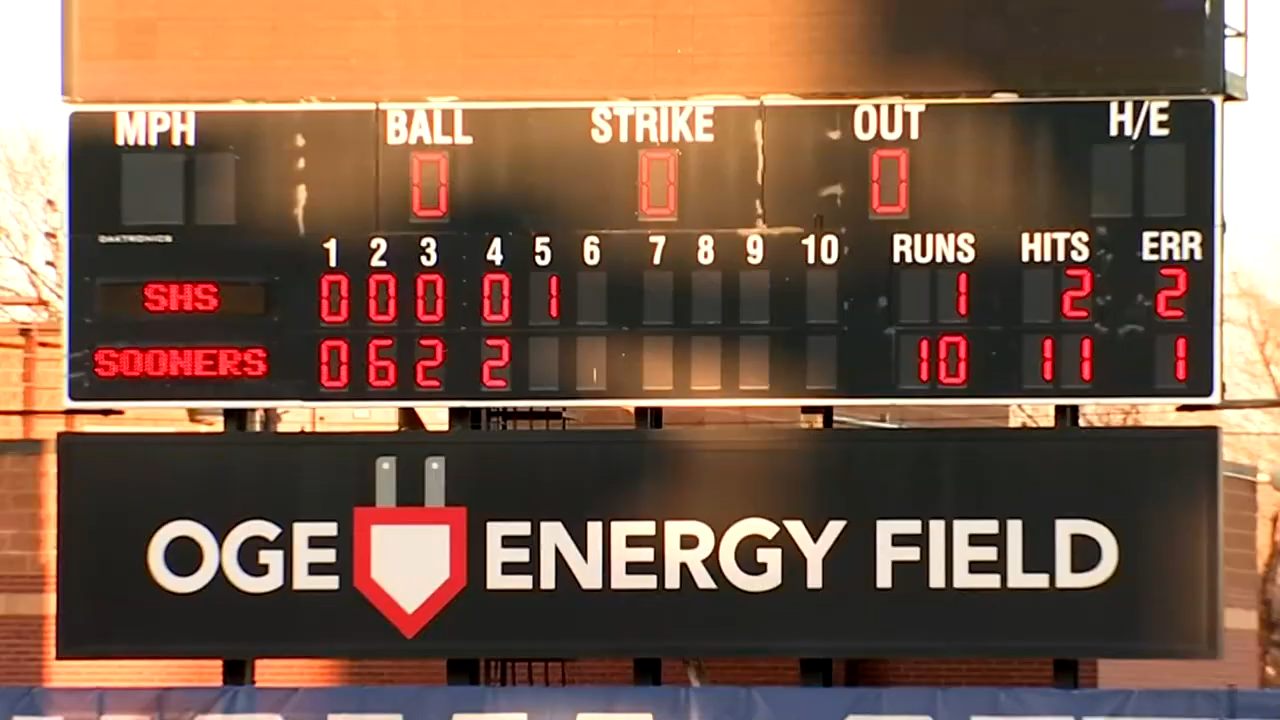 MPH BALL STRIKE OUT H/E
0 0 0
DAKTRONICS
1 2 3 4 5 6 7 8 9 10 RUNS HITS ERR
SHS 0 0 0 0 1 1 2 2
SOONERS 0 6 2 2 10 11 1
OGE ENERGY FIELD